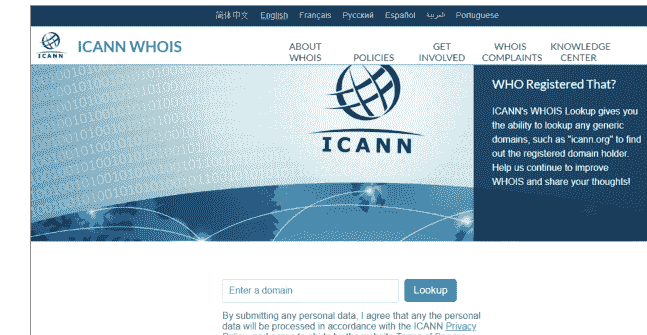 简体中文 English Français Русский Español العربية Portuguese
ICANN
ICANN WHOIS
ABOUT WHOIS
POLICIES
GET INVOLVED
WHOIS COMPLAINTS
KNOWLEDGE CENTER
ICANN
WHO Registered That?
ICANN's WHOIS Lookup gives you
the ability to lookup any generic
domains, such as "icann.org" to find
out the registered domain holder.
Help us continue to improve
WHOIS and share your thoughts!
Enter a domain
Lookup
By submitting any personal data, I agree that any the personal
data will be processed in accordance with the ICANN Privacy